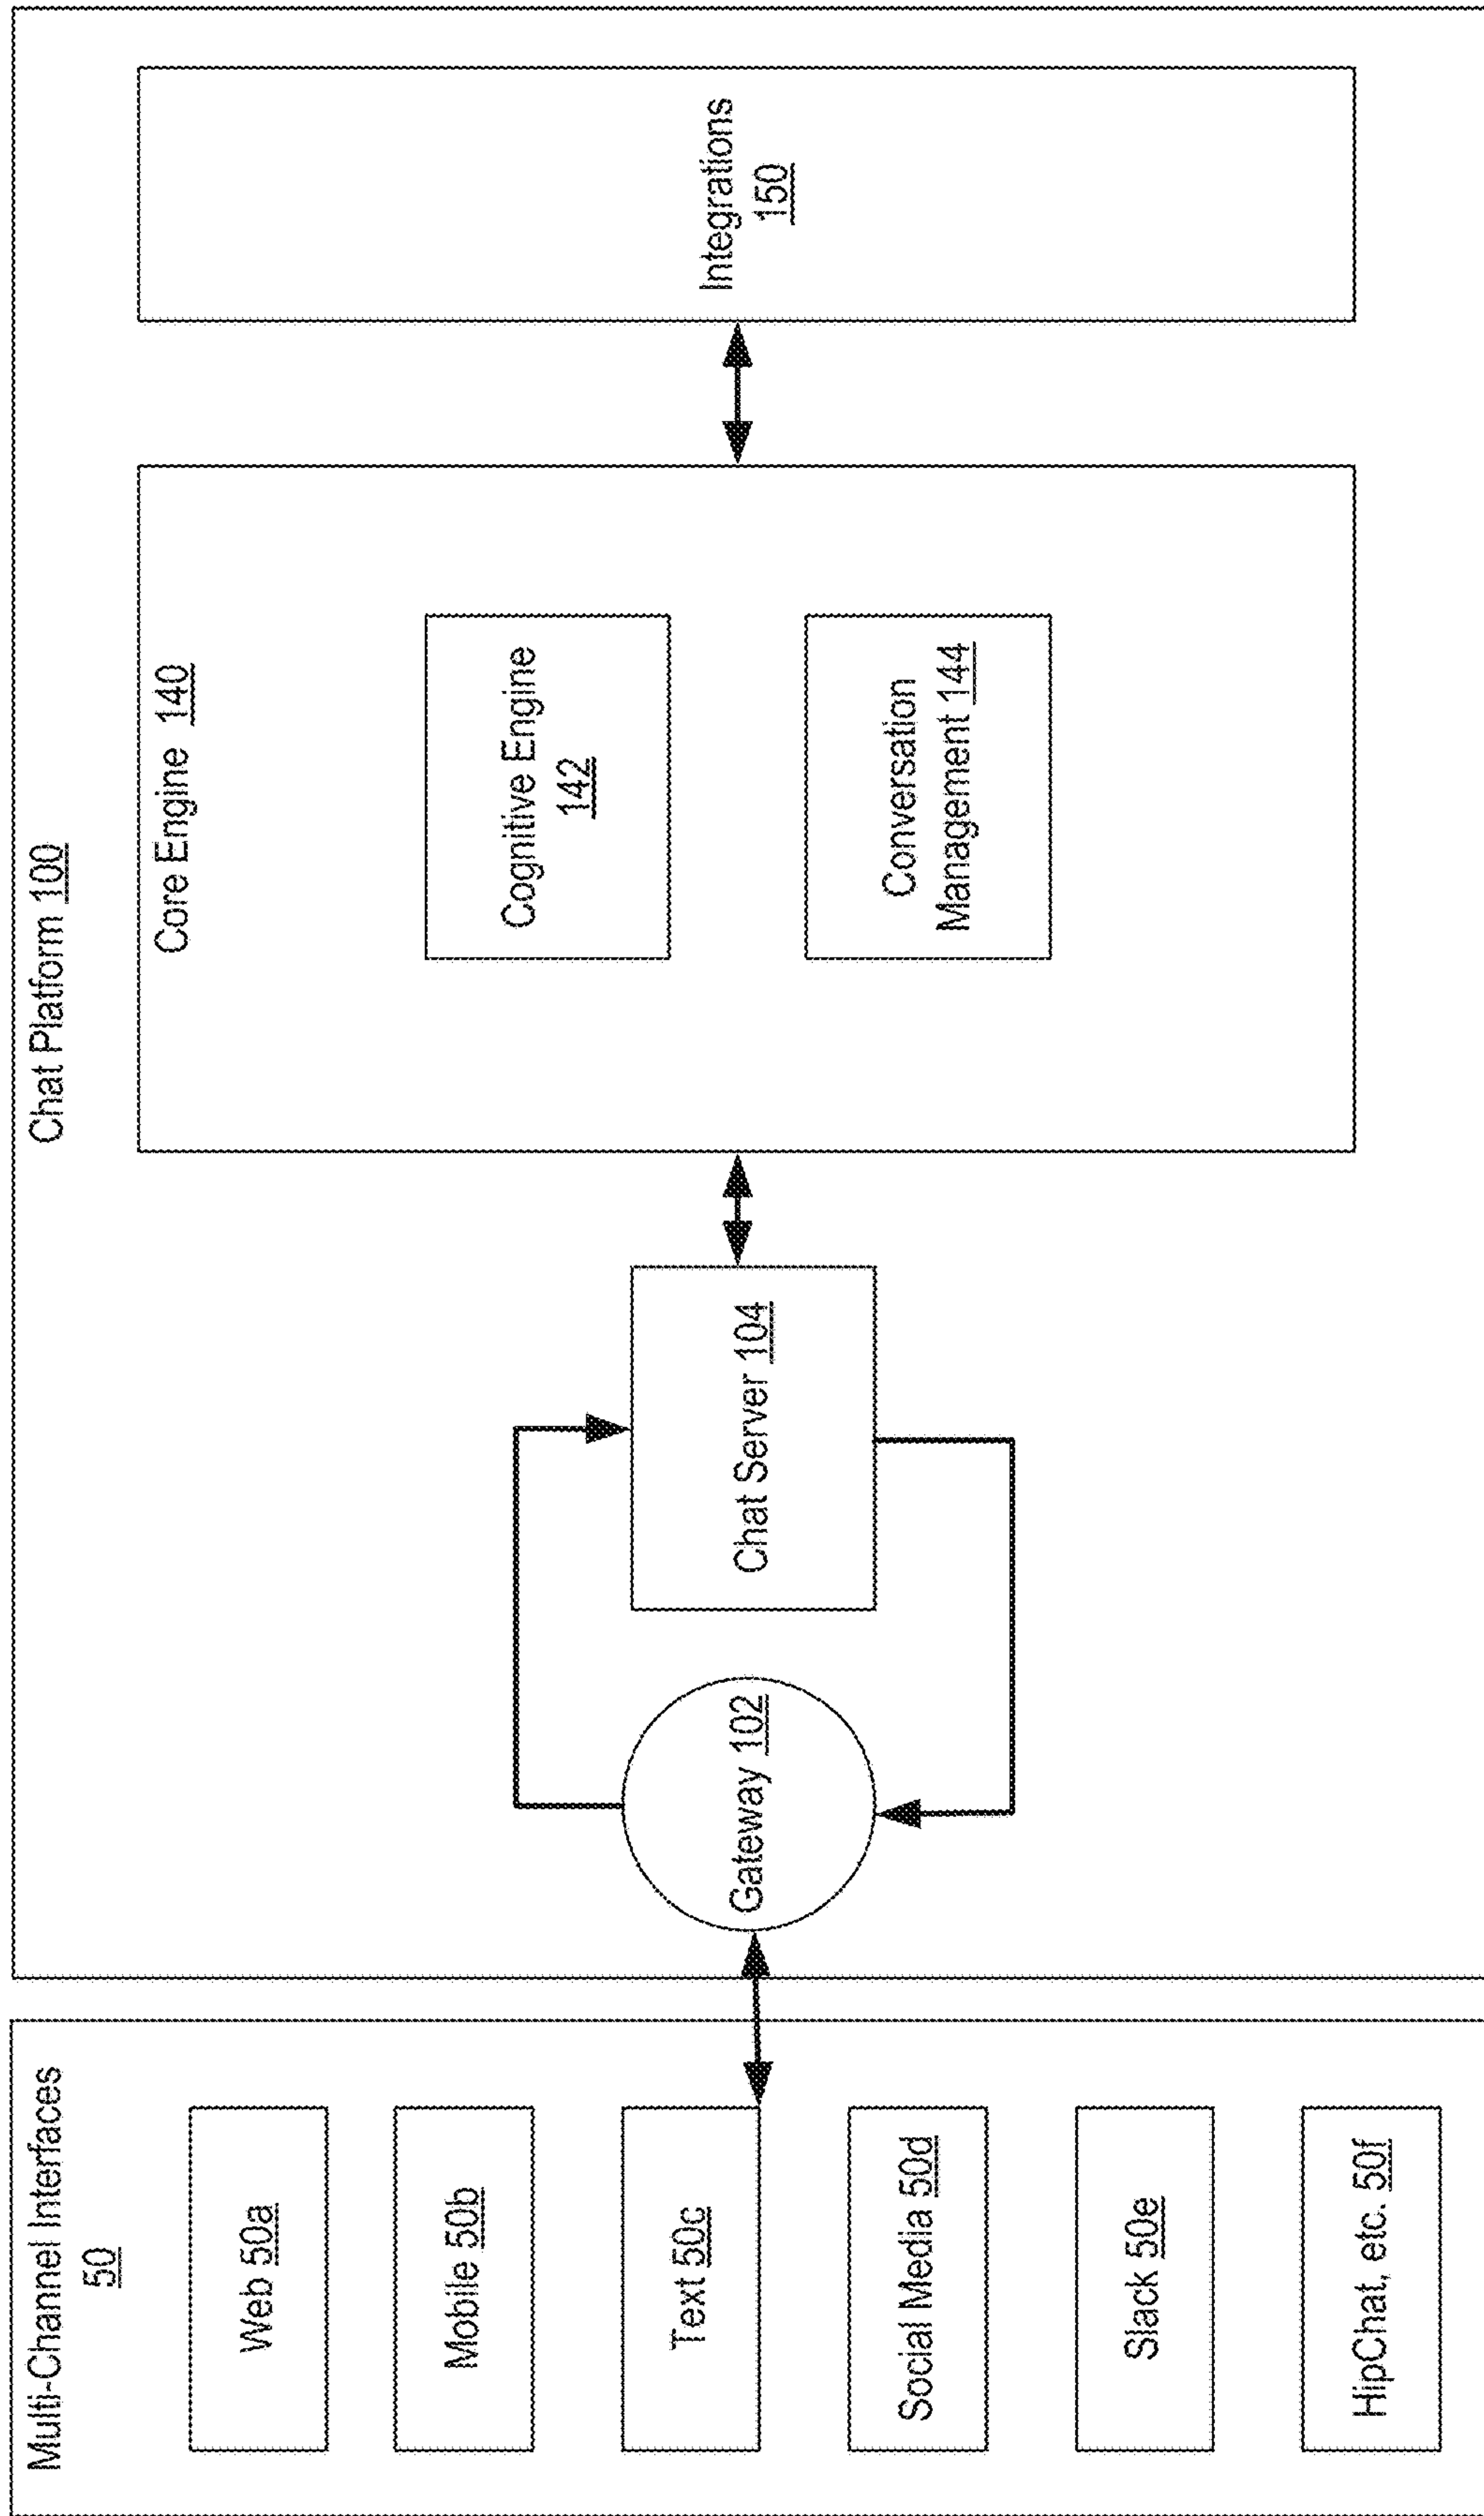 Multi-Channel Interfaces
50
Web 50a
Mobile 50b
Text 50c
Social Media 50d
Slack 50e
HipChat, etc. 50f
Chat Platform 100
Gateway 102
Chat Server 104
Core Engine 140
Cognitive Engine
142
Conversation
Management 144
Integrations
150